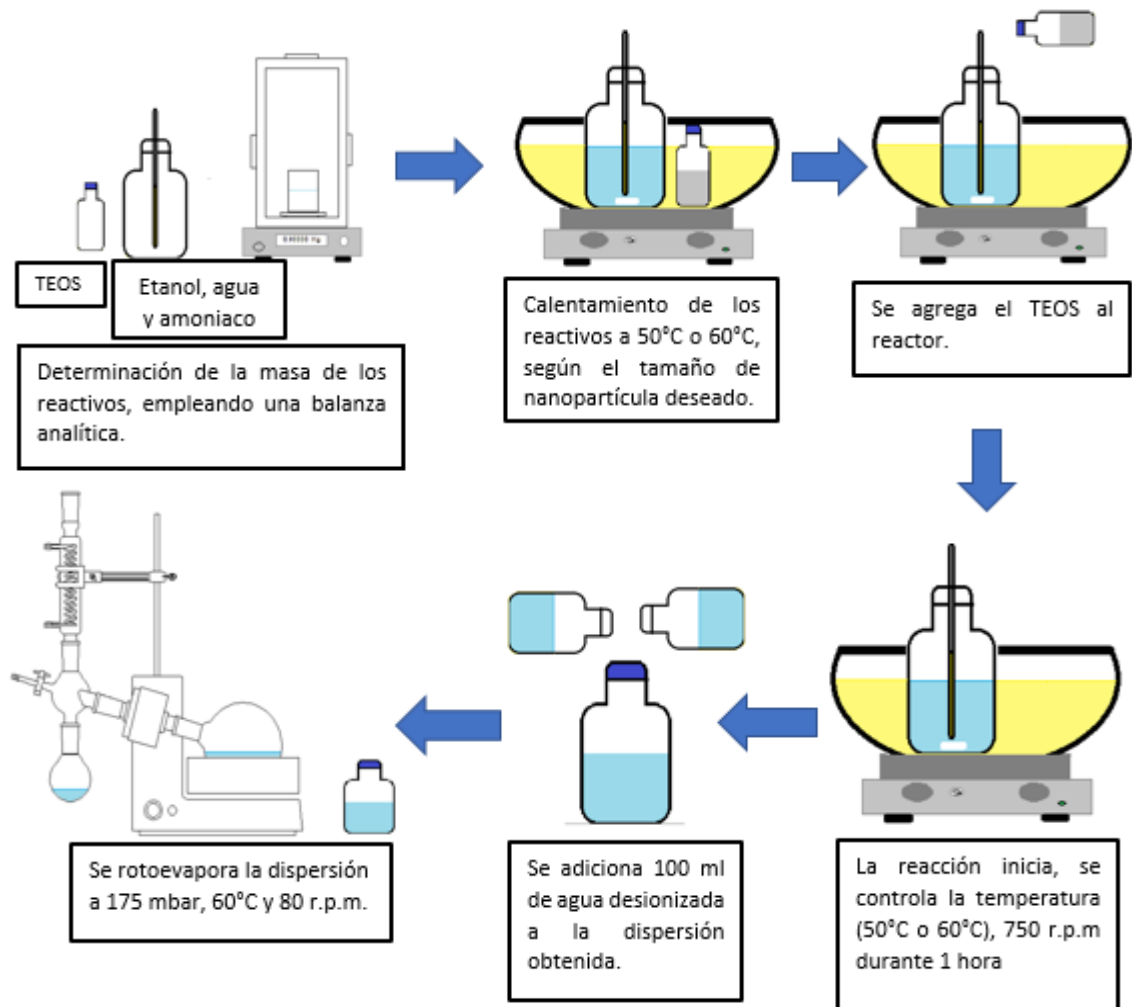 TEOS
Etanol, agua
y amoniaco
Determinación de la masa de los
reactivos, empleando una balanza
analítica.
Calentamiento de los
reactivos a 50°C o 60°C,
según el tamaño de
nanopartícula deseado.
Se agrega el TEOS al
reactor.
La reacción inicia, se
controla la temperatura
(50°C o 60°C), 750 r.p.m
durante 1 hora
Se adiciona 100 ml
de agua desionizada
a la dispersión
obtenida.
Se rotoevapora la dispersión
a 175 mbar, 60°C y 80 r.p.m.